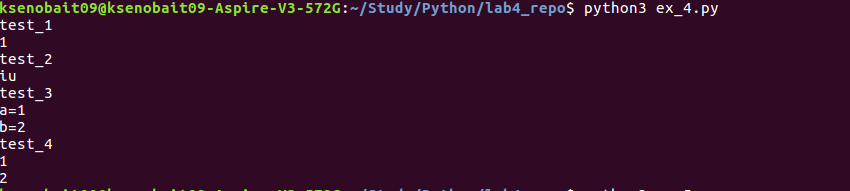 ksenobait09@ksenobait09-Aspire-V3-572G:~/Study/Python/lab4_repo$ python3 ex_4.py
test_1
1
test_2
iu
test_3
a=1
b=2
test_4
1
2